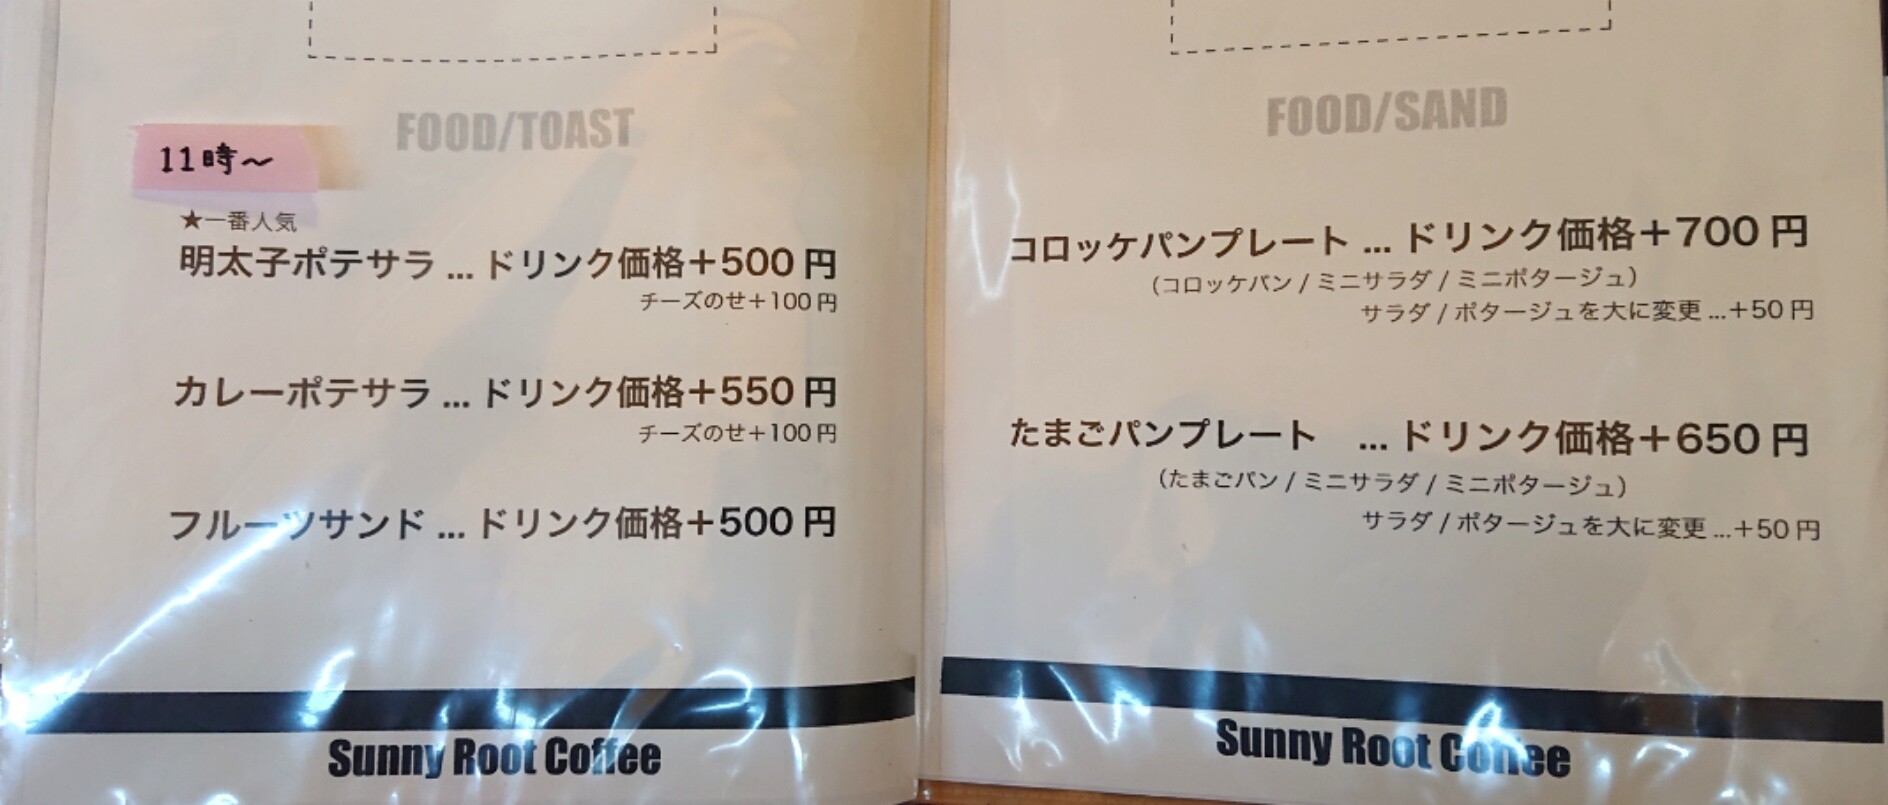 FOOD/TOAST
11時〜
★一番人気
明太子ポテサラ ... ドリンク価格+500円
チーズのせ+100円
カレーポテサラ ... ドリンク価格+550円
チーズのせ+100円
フルーツサンド ... ドリンク価格+500円
Sunny Root Coffee
FOOD/SAND
コロッケパンプレート ... ドリンク価格+700円
（コロッケパン / ミニサラダ / ミニポタージュ）
サラダ / ポタージュを大に変更 ...+50円
たまごパンプレート ... ドリンク価格+650円
（たまごパン / ミニサラダ / ミニポタージュ）
サラダ / ポタージュを大に変更 ...+50円
Sunny Root Coffee